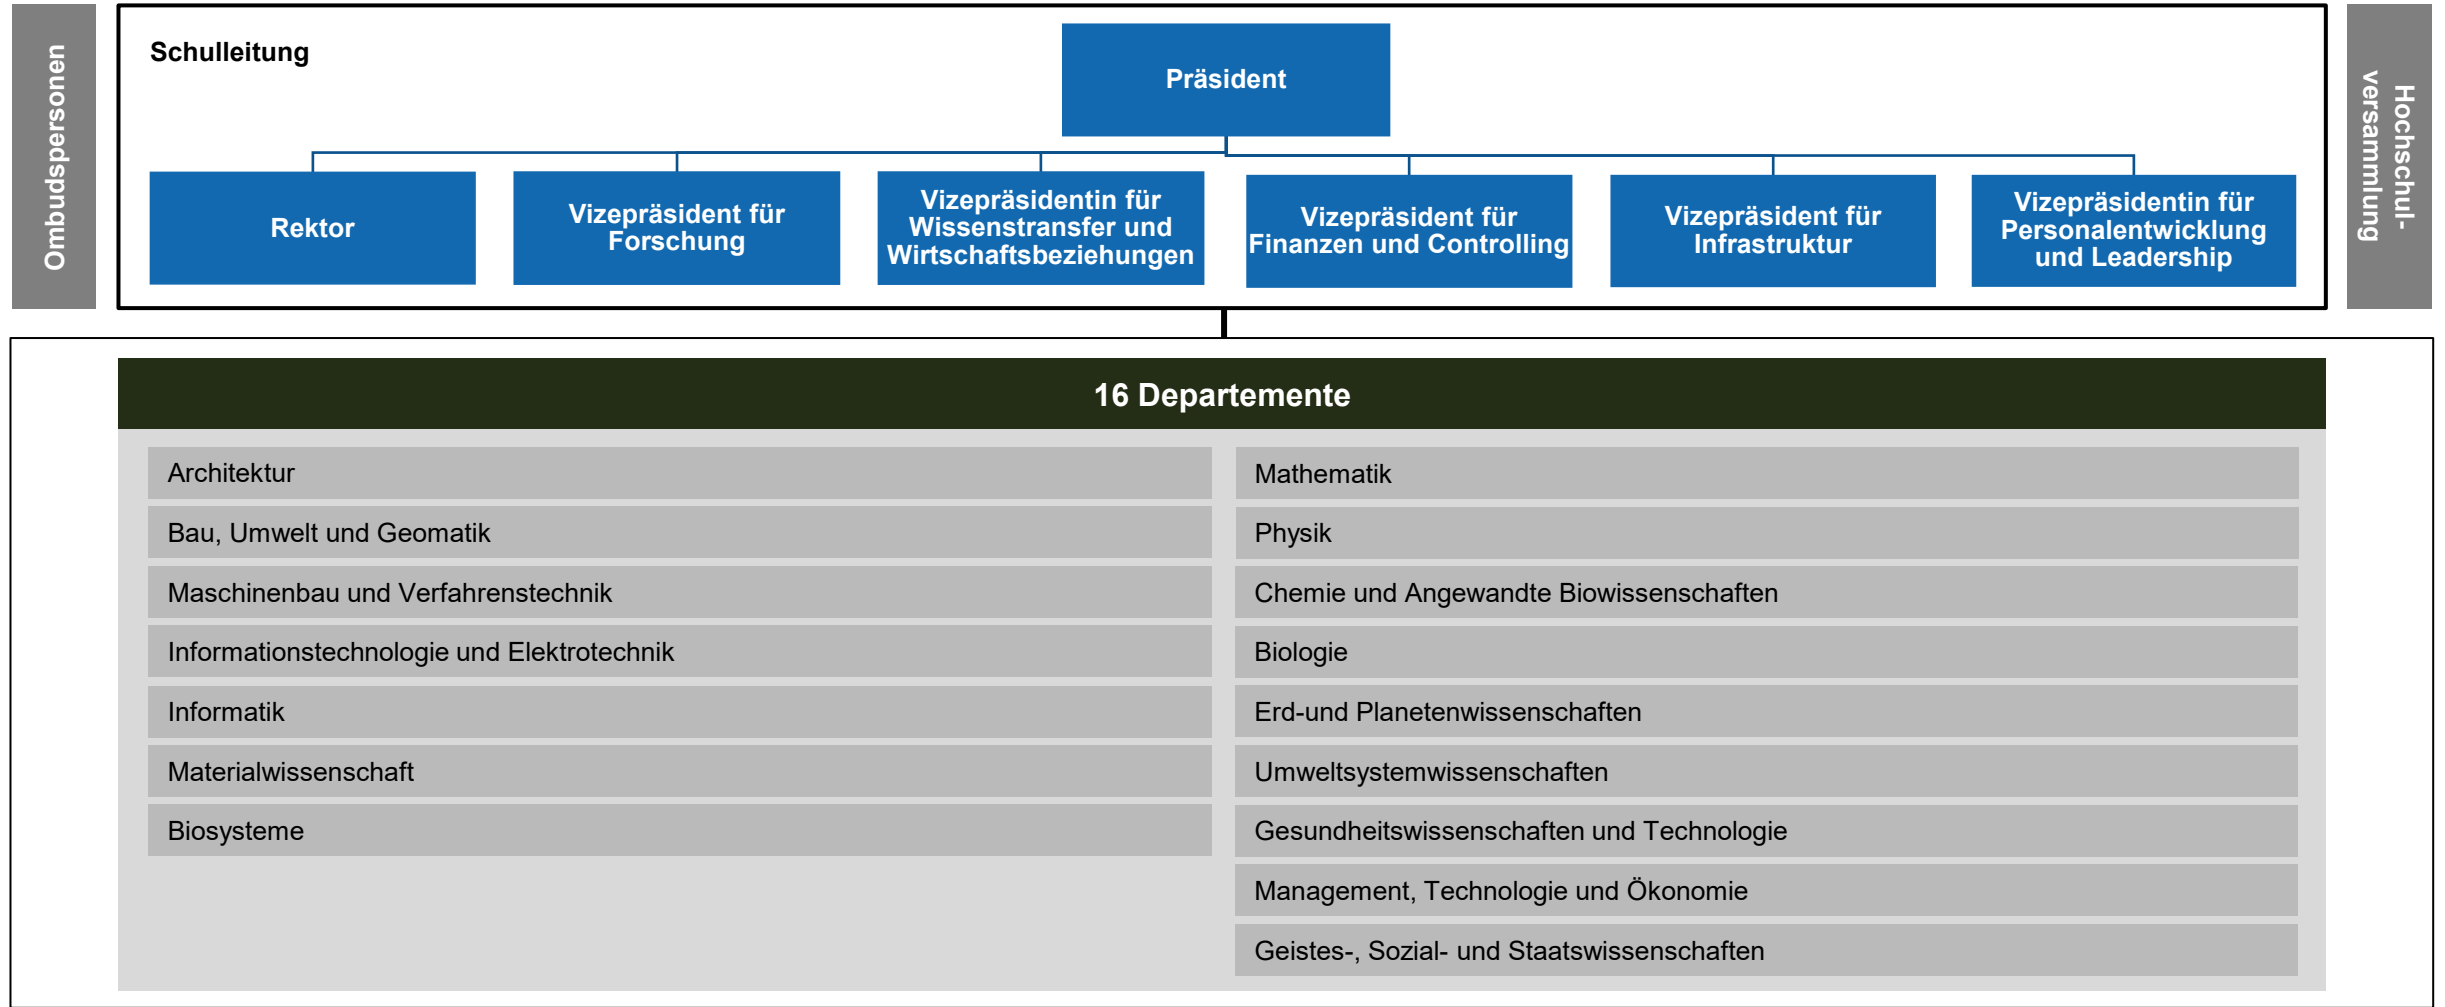 Ombudspersonen
Schulleitung
Präsident
Rektor
Vizepräsident für
Forschung
Vizepräsidentin für
Wissenstransfer und
Wirtschaftsbeziehungen
Vizepräsident für
Finanzen und Controlling
Vizepräsident für
Infrastruktur
Vizepräsidentin für
Personalentwicklung
und Leadership
Hochschul-
versammlung
16 Departemente
Architektur
Bau, Umwelt und Geomatik
Maschinenbau und Verfahrenstechnik
Informationstechnologie und Elektrotechnik
Informatik
Materialwissenschaft
Biosysteme
Mathematik
Physik
Chemie und Angewandte Biowissenschaften
Biologie
Erd-und Planetenwissenschaften
Umweltsystemwissenschaften
Gesundheitswissenschaften und Technologie
Management, Technologie und Ökonomie
Geistes-, Sozial- und Staatswissenschaften